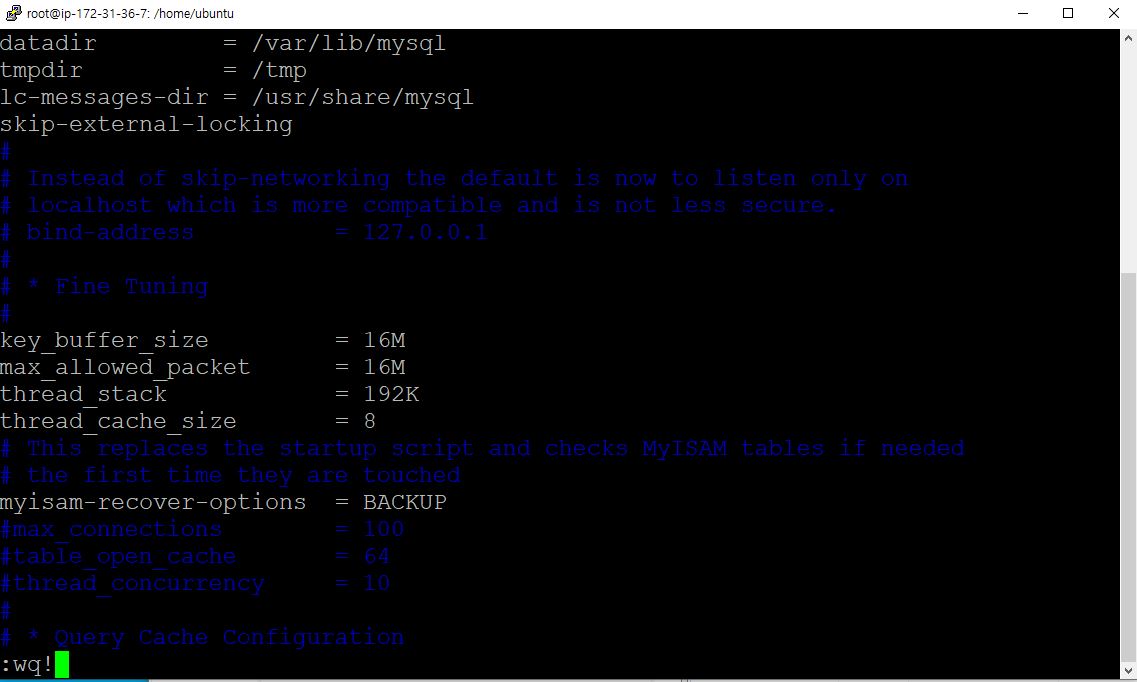 root@ip-172-31-36-7: /home/ubuntu
datadir         = /var/lib/mysql
tmpdir          = /tmp
lc-messages-dir = /usr/share/mysql
skip-external-locking
#
# Instead of skip-networking the default is now to listen only on
# localhost which is more compatible and is not less secure.
# bind-address          = 127.0.0.1
#
# * Fine Tuning
#
key_buffer_size         = 16M
max_allowed_packet      = 16M
thread_stack            = 192K
thread_cache_size       = 8
# This replaces the startup script and checks MyISAM tables if needed
# the first time they are touched
myisam-recover-options  = BACKUP
#max_connections        = 100
#table_open_cache       = 64
#thread_concurrency     = 10
#
# * Query Cache Configuration
:wq!